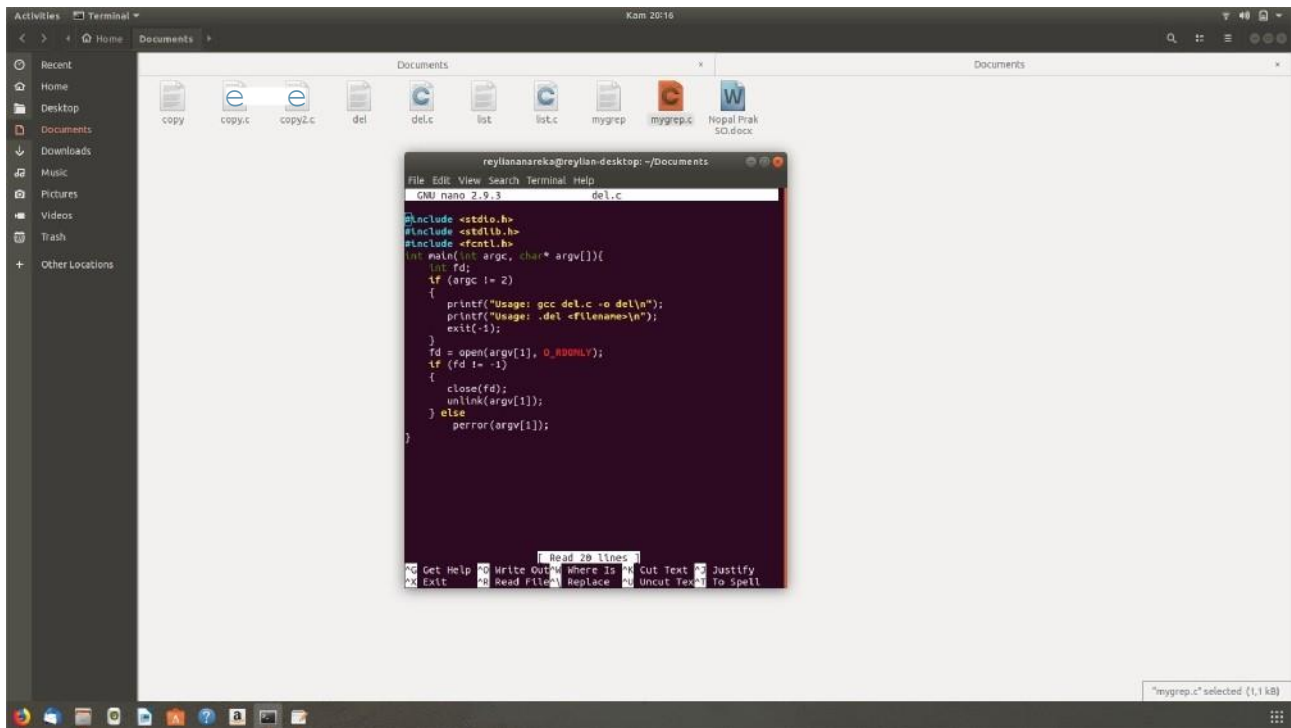 Activities Terminal Kam 20:16
Home Documents
Recent
Home
Desktop
Documents
Downloads
Music
Pictures
Videos
Trash
Other Locations
Documents Documents
copy copy.c copy2.c del del.c list list.c mygrep mygrep.c Nopal Prak SO.docx
reyliananareka@reylian-desktop: ~/Documents
File Edit View Search Terminal Help
GNU nano 2.9.3 del.c
#include <stdio.h>
#include <stdlib.h>
#include <fcntl.h>
int main(int argc, char* argv[]){
int fd;
if (argc != 2)
{
printf("Usage: gcc del.c -o del\n");
printf("Usage: .del <filename>\n");
exit(-1);
}
fd = open(argv[1], O_RDONLY);
if (fd != -1)
{
close(fd);
unlink(argv[1]);
} else
perror(argv[1]);
}
[ Read 20 lines ]
^G Get Help ^O Write Out ^W Where Is ^K Cut Text ^J Justify
^X Exit ^R Read File ^\ Replace ^U Uncut Tex ^T To Spell
"mygrep.c" selected (1,1 kB)